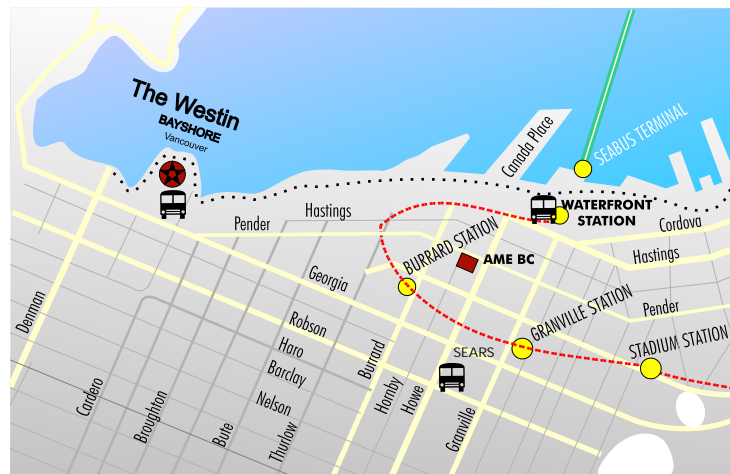 The Westin
BAYSHORE
Vancouver
Canada Place
SEABUS TERMINAL
WATERFRONT
STATION
Hastings
Pender
Cordova
Hastings
BURRARD STATION
AME BC
Georgia
Pender
Denman
Robson
GRANVILLE STATION
STADIUM STATION
Haro
Burrard
SEARS
Barclay
Cardero
Broughton
Bute
Nelson
Thurlow
Hornby
Howe
Granville